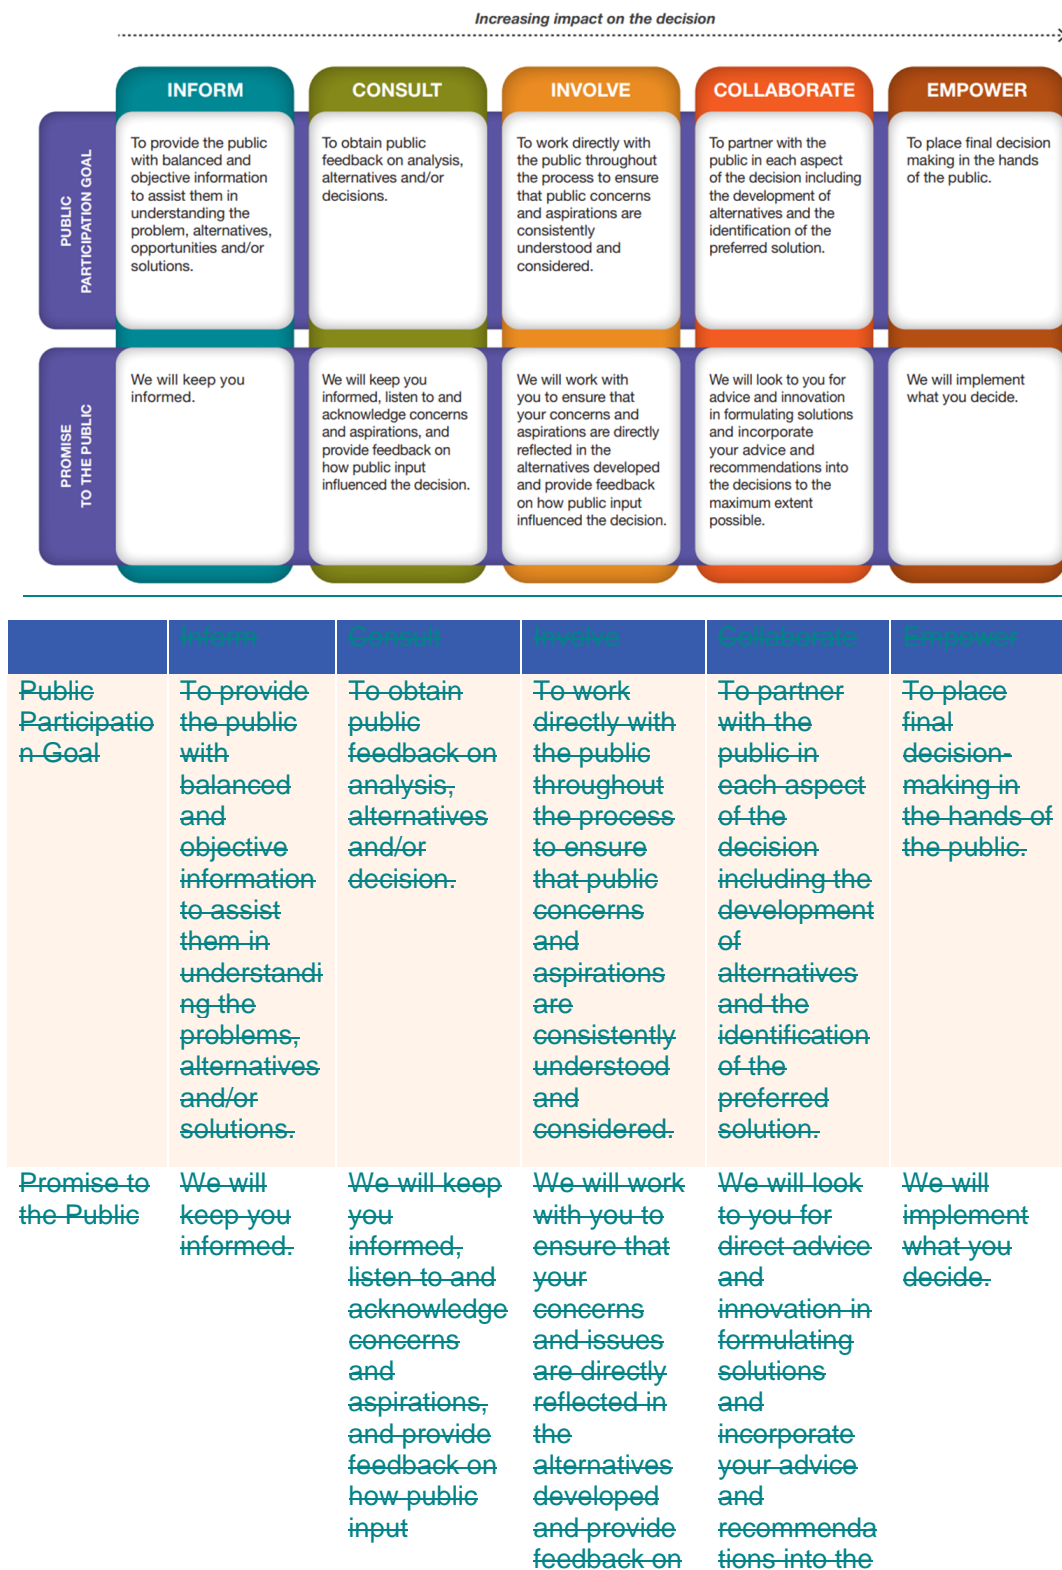 Increasing impact on the decision
INFORM
CONSULT
INVOLVE
COLLABORATE
EMPOWER
PUBLIC
PARTICIPATION GOAL
To provide the public
with balanced and
objective information
to assist them in
understanding the
problem, alternatives,
opportunities and/or
solutions.
To obtain public
feedback on analysis,
alternatives and/or
decisions.
To work directly with
the public throughout
the process to ensure
that public concerns
and aspirations are
consistently
understood and
considered.
To partner with the
public in each aspect
of the decision including
the development of
alternatives and the
identification of the
preferred solution.
To place final decision
making in the hands
of the public.
PROMISE
TO THE PUBLIC
We will keep you
informed.
We will keep you
informed, listen to and
acknowledge concerns
and aspirations, and
provide feedback on
how public input
influenced the decision.
We will work with
you to ensure that
your concerns and
aspirations are directly
reflected in the
alternatives developed
and provide feedback
on how public input
influenced the decision.
We will look to you for
advice and innovation
in formulating solutions
and incorporate
your advice and
recommendations into
the decisions to the
maximum extent
possible.
We will implement
what you decide.
Inform
Consult
Involve
Collaborate
Empower
Public
Participatio
n Goal
To provide
the public
with
balanced
and
objective
information
to assist
them in
understandi
ng the
problems,
alternatives
and/or
solutions.
To obtain
public
feedback on
analysis,
alternatives
and/or
decision.
To work
directly with
the public
throughout
the process
to ensure
that public
concerns
and
aspirations
are
consistently
understood
and
considered.
To partner
with the
public in
each aspect
of the
decision
including the
development
of
alternatives
and the
identification
of the
preferred
solution.
To place
final
decision-
making in
the hands of
the public.
Promise to
the Public
We will
keep you
informed.
We will keep
you
informed,
listen to and
acknowledge
concerns
and
aspirations,
and provide
feedback on
how public
input
We will work
with you to
ensure that
your
concerns
and issues
are directly
reflected in
the
alternatives
developed
and provide
feedback on
We will look
to you for
direct advice
and
innovation in
formulating
solutions
and
incorporate
your advice
and
recommenda
tions into the
We will
implement
what you
decide.